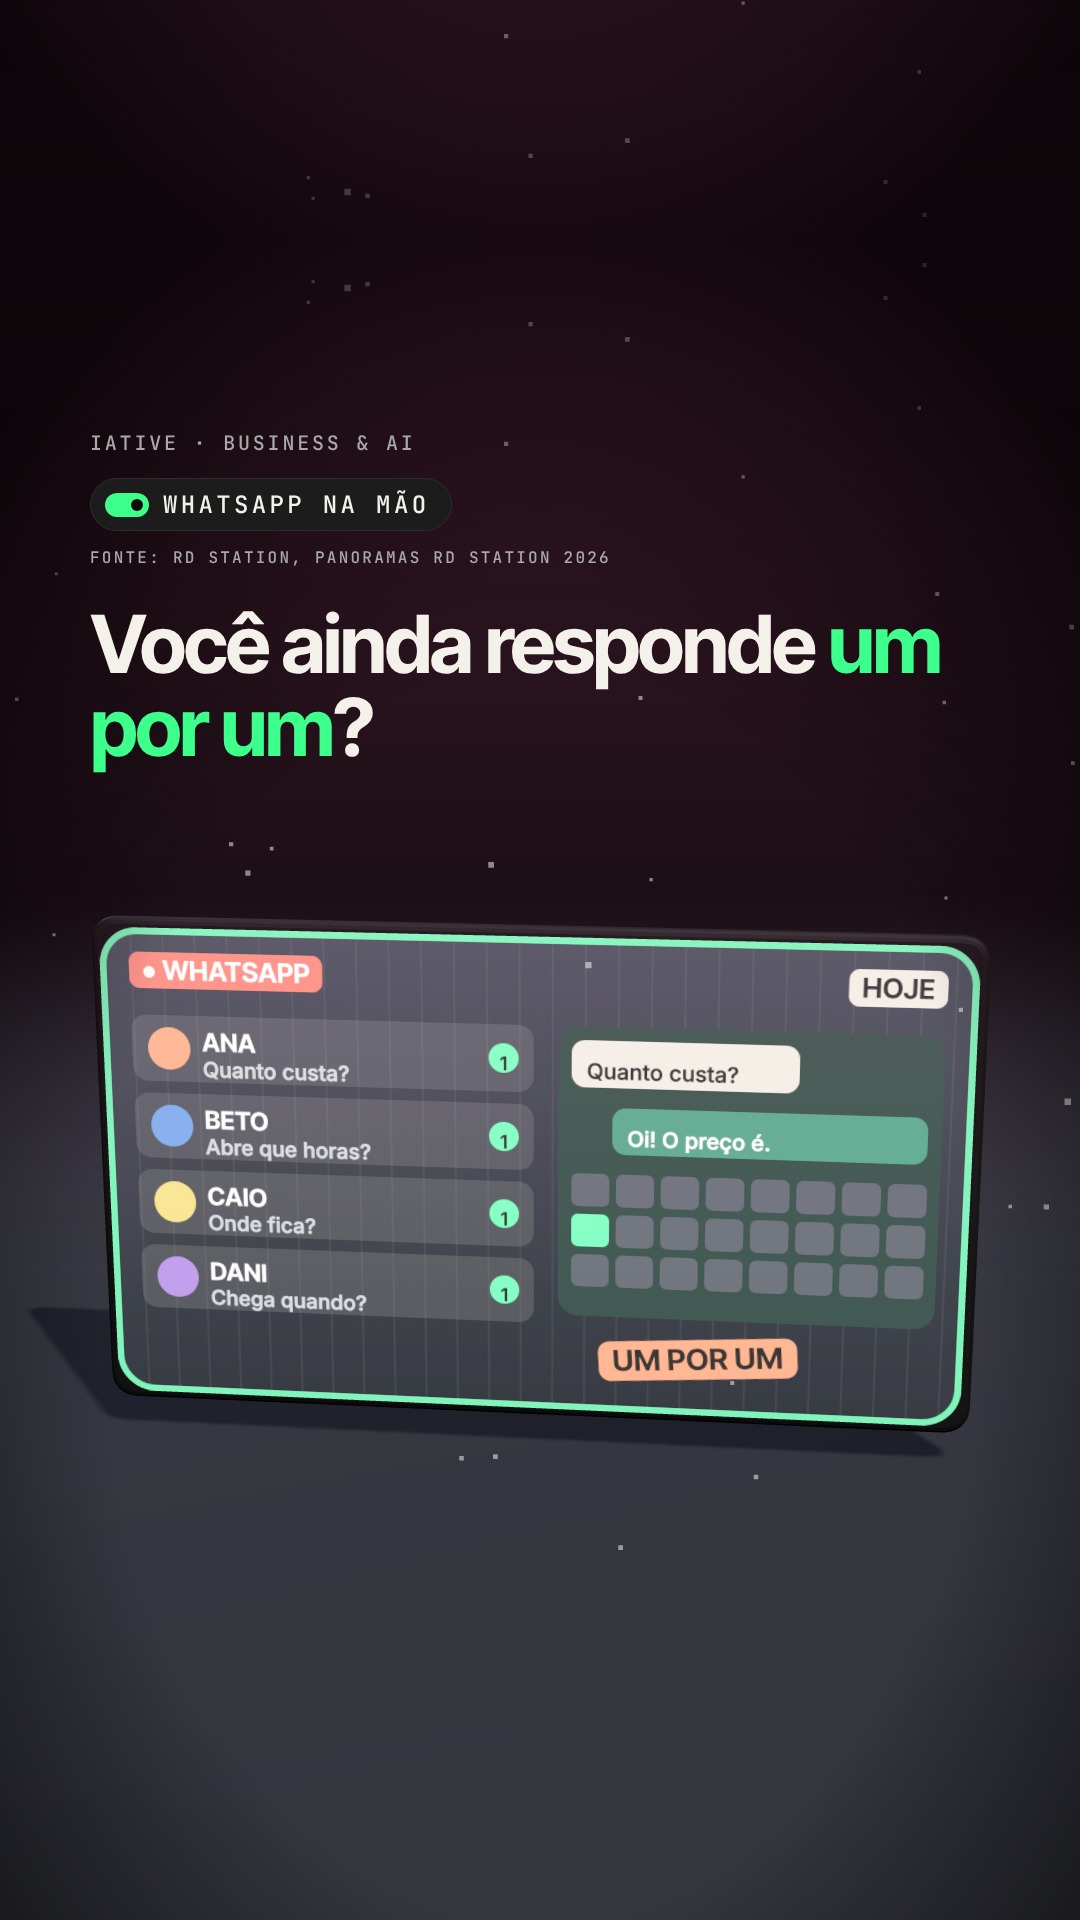 IATIVE · BUSINESS & AI
WHATSAPP NA MÃO
FONTE: RD STATION, PANORAMAS RD STATION 2026
Você ainda responde um
por um?
WHATSAPP
HOJE
ANA
Quanto custa?
1
BETO
Abre que horas?
1
CAIO
Onde fica?
1
DANI
Chega quando?
1
Quanto custa?
Oi! O preço é.
UM POR UM